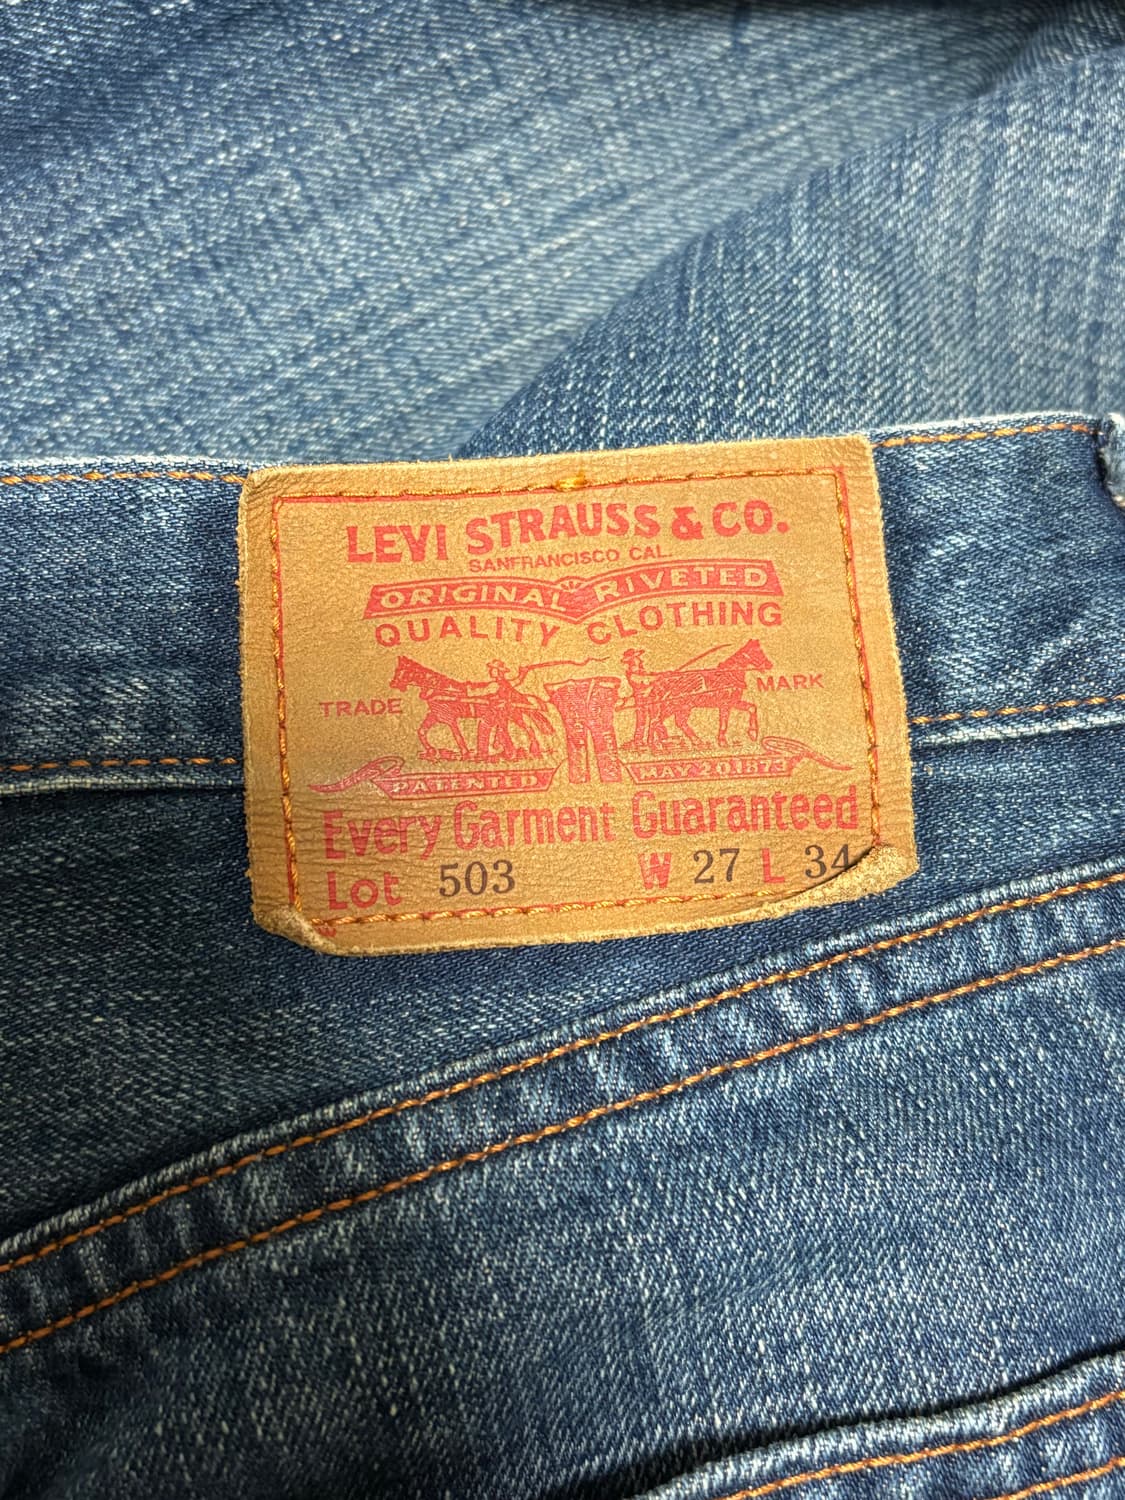 LEVI STRAUSS & CO.
SANFRANCISCO CAL.
ORIGINAL RIVETED
QUALITY CLOTHING
TRADE MARK
PATENTED MAY 20 1873
Every Garment Guaranteed
Lot 503 W 27 L 34